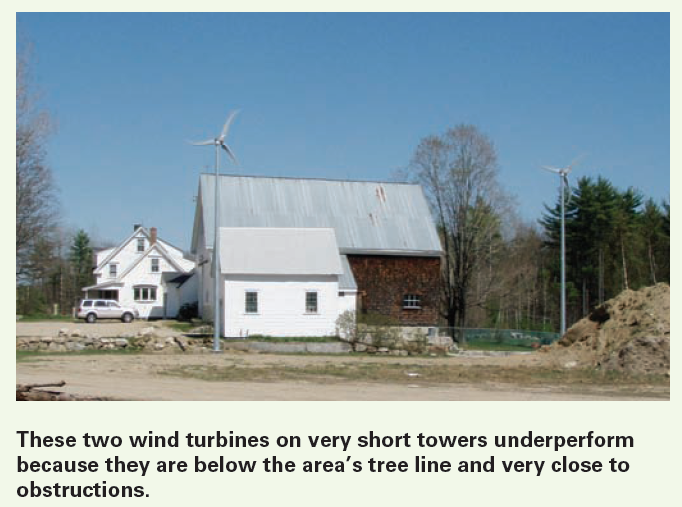 These two wind turbines on very short towers underperform
because they are below the area's tree line and very close to
obstructions.